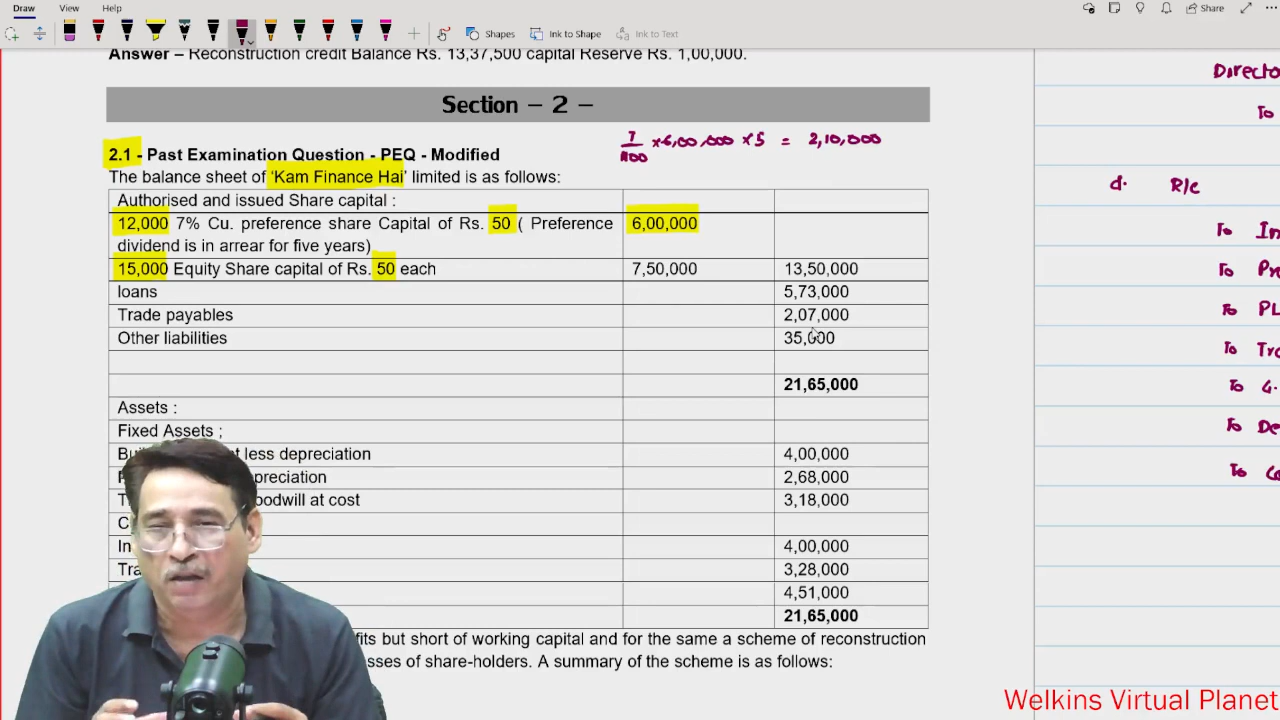 Draw View Help Share
Shapes Ink to Shape Ink to Text
Answer – Reconstruction credit Balance Rs. 13,37,500 capital Reserve Rs. 1,00,000.
Section – 2 –
7/100 × 6,00,000 × 5 = 2,10,000
2.1 - Past Examination Question - PEQ - Modified
The balance sheet of 'Kam Finance Hai' limited is as follows:
Authorised and issued Share capital :
12,000 7% Cu. preference share Capital of Rs. 50 ( Preference 6,00,000
dividend is in arrear for five years)
15,000 Equity Share capital of Rs. 50 each 7,50,000 13,50,000
loans 5,73,000
Trade payables 2,07,000
Other liabilities 35,000
21,65,000
Assets :
Fixed Assets ;
less depreciation 4,00,000
2,68,000
at cost 3,18,000
4,00,000
3,28,000
4,51,000
21,65,000
but short of working capital and for the same a scheme of reconstruction
of share-holders. A summary of the scheme is as follows:
To
d. R/c
To
To
To
To
To
To
To
Welkins Virtual Planet